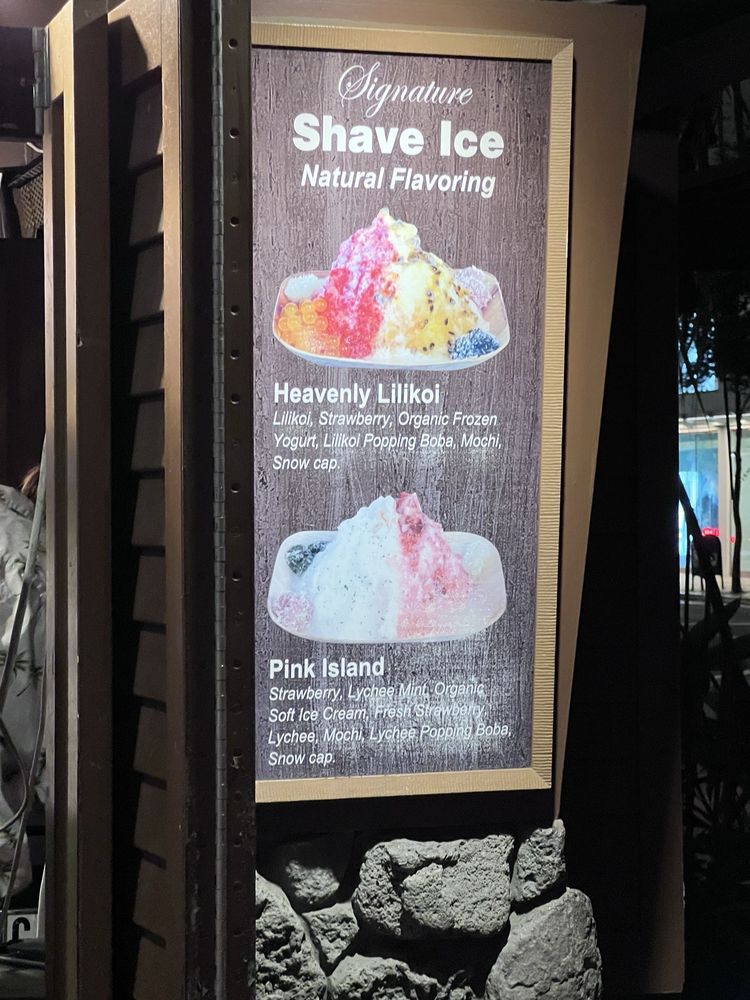 Signature
Shave Ice
Natural Flavoring
Heavenly Lilikoi
Lilikoi, Strawberry, Organic Frozen
Yogurt, Lilikoi Popping Boba, Mochi,
Snow cap.
Pink Island
Strawberry, Lychee Mint, Organic
Soft Ice Cream, Fresh Strawberry,
Lychee, Mochi, Lychee Popping Boba,
Snow cap.